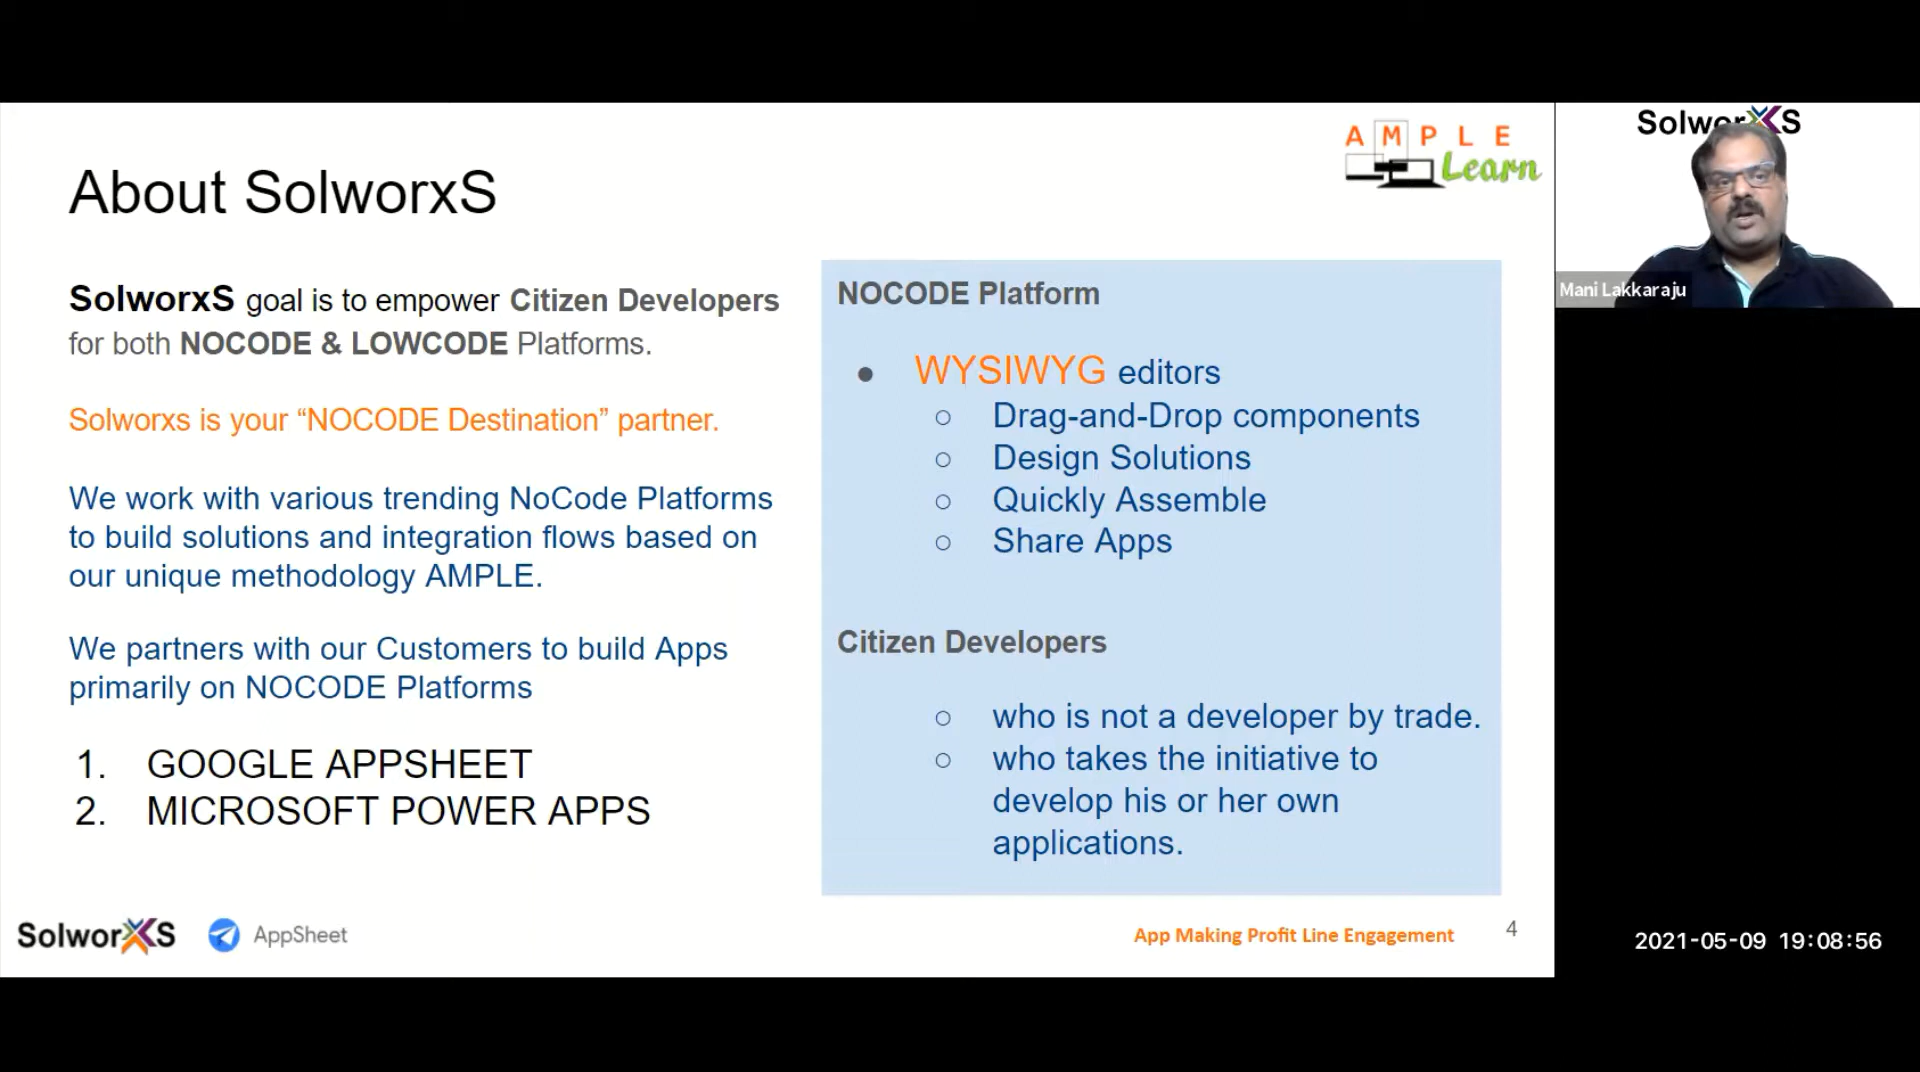 About SolworxS
AMPLE
Learn
SolworxS goal is to empower Citizen Developers
for both NOCODE & LOWCODE Platforms.
Solworxs is your “NOCODE Destination” partner.
We work with various trending NoCode Platforms
to build solutions and integration flows based on
our unique methodology AMPLE.
We partners with our Customers to build Apps
primarily on NOCODE Platforms
1. GOOGLE APPSHEET
2. MICROSOFT POWER APPS
NOCODE Platform
● WYSIWYG editors
○ Drag-and-Drop components
○ Design Solutions
○ Quickly Assemble
○ Share Apps
Citizen Developers
○ who is not a developer by trade.
○ who takes the initiative to
develop his or her own
applications.
SolworXS
AppSheet
App Making Profit Line Engagement
4
SolworXS
Mani Lakkaraju
2021-05-09 19:08:56